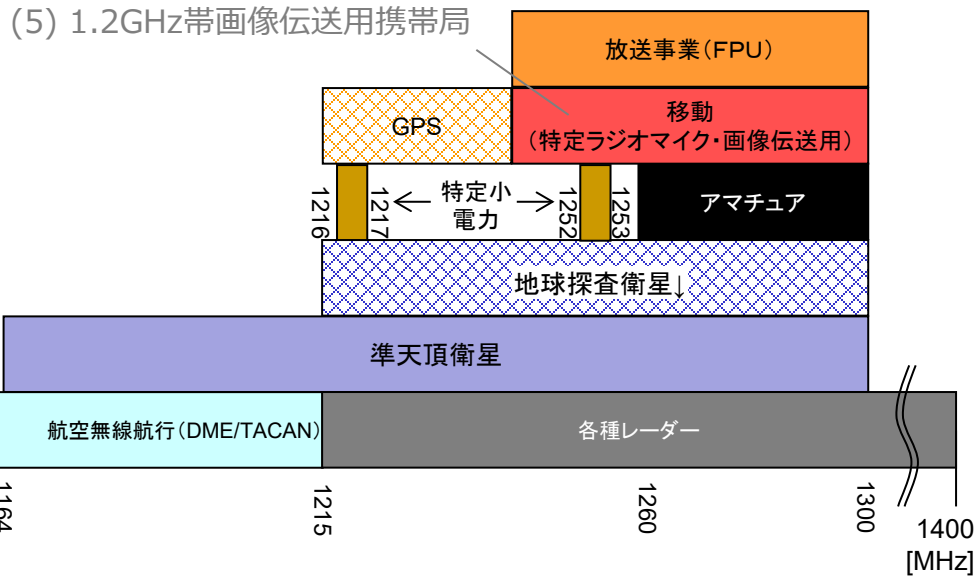 (5) 1.2GHz帯画像伝送用携帯局
放送事業(FPU)
GPS
移動
(特定ラジオマイク・画像伝送用)
1216
1217
特定小
電力
1252
1253
アマチュア
地球探査衛星↓
準天頂衛星
航空無線航行(DME/TACAN)
各種レーダー
1164
1215
1260
1300
1400
[MHz]